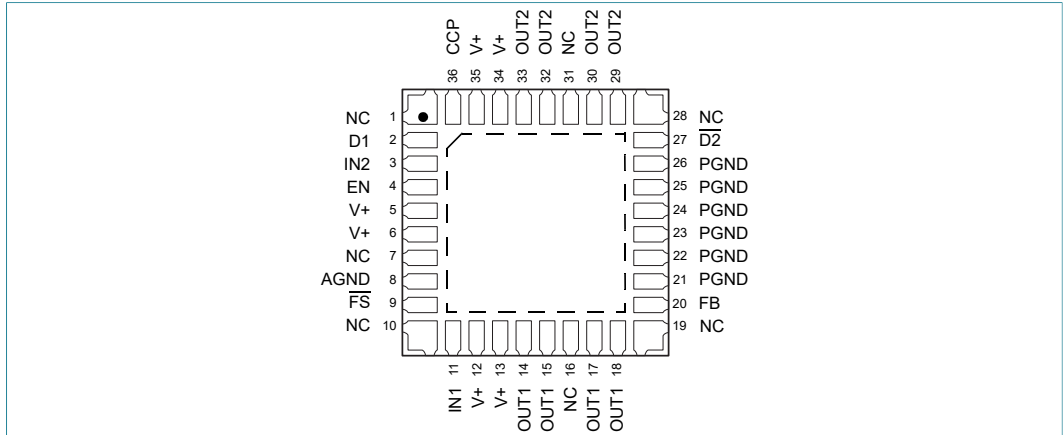 CCP V+ V+ OUT2 OUT2 NC OUT2 OUT2
36 35 34 33 32 31 30 29
NC 1
D1 2
IN2 3
EN 4
V+ 5
V+ 6
NC 7
AGND 8
F̅S̅ 9
NC 10
28 NC
27 D̅2̅
26 PGND
25 PGND
24 PGND
23 PGND
22 PGND
21 PGND
20 FB
19 NC
11 12 13 14 15 16 17 18
IN1 V+ V+ OUT1 OUT1 NC OUT1 OUT1